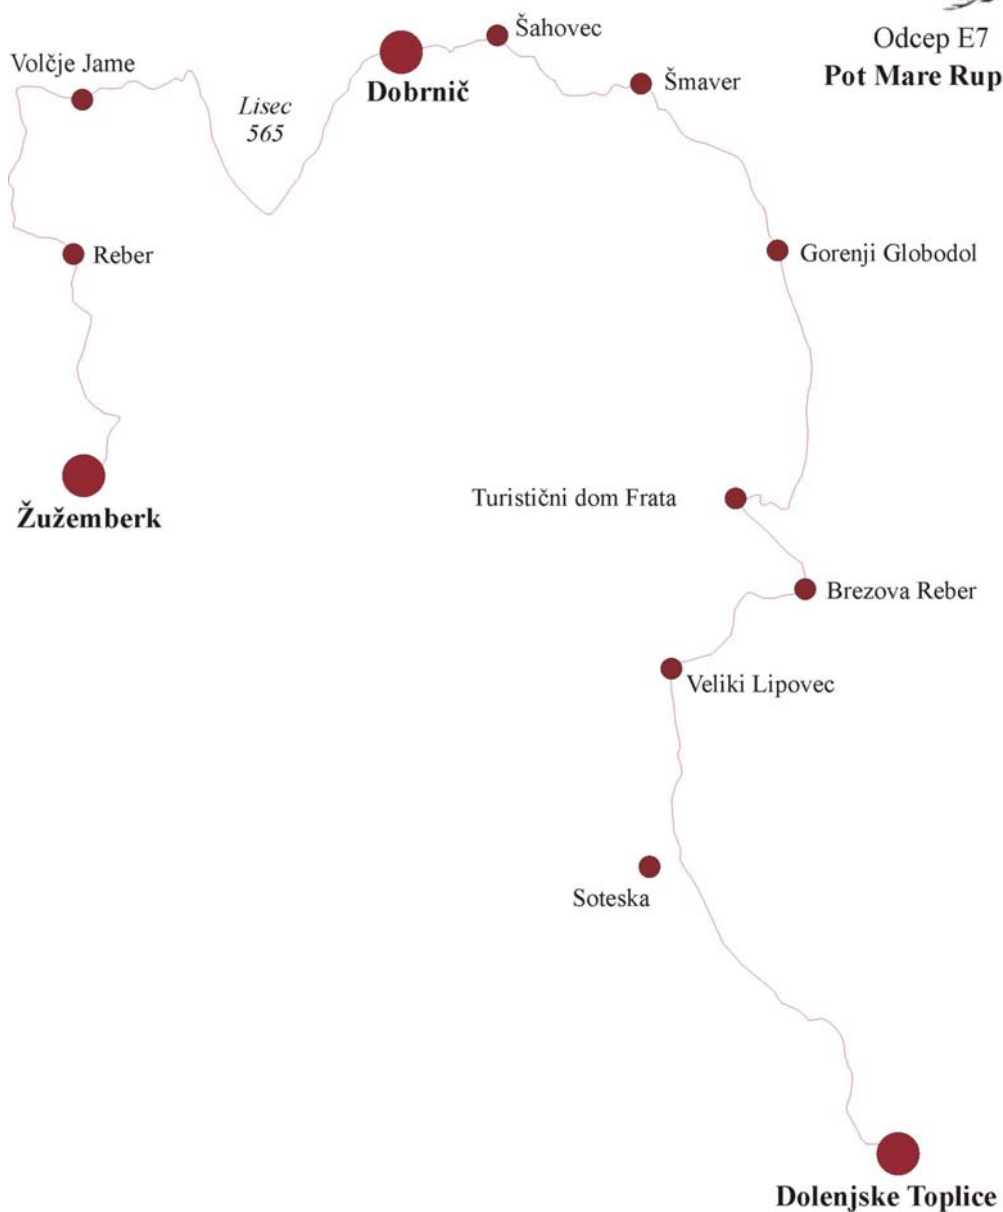 Odcep E7
Pot Mare Rup
Šahovec
Volčje Jame
Dobrnič
Šmaver
Lisec
565
Reber
Gorenji Globodol
Žužemberk
Turistični dom Frata
Brezova Reber
Veliki Lipovec
Soteska
Dolenjske Toplice